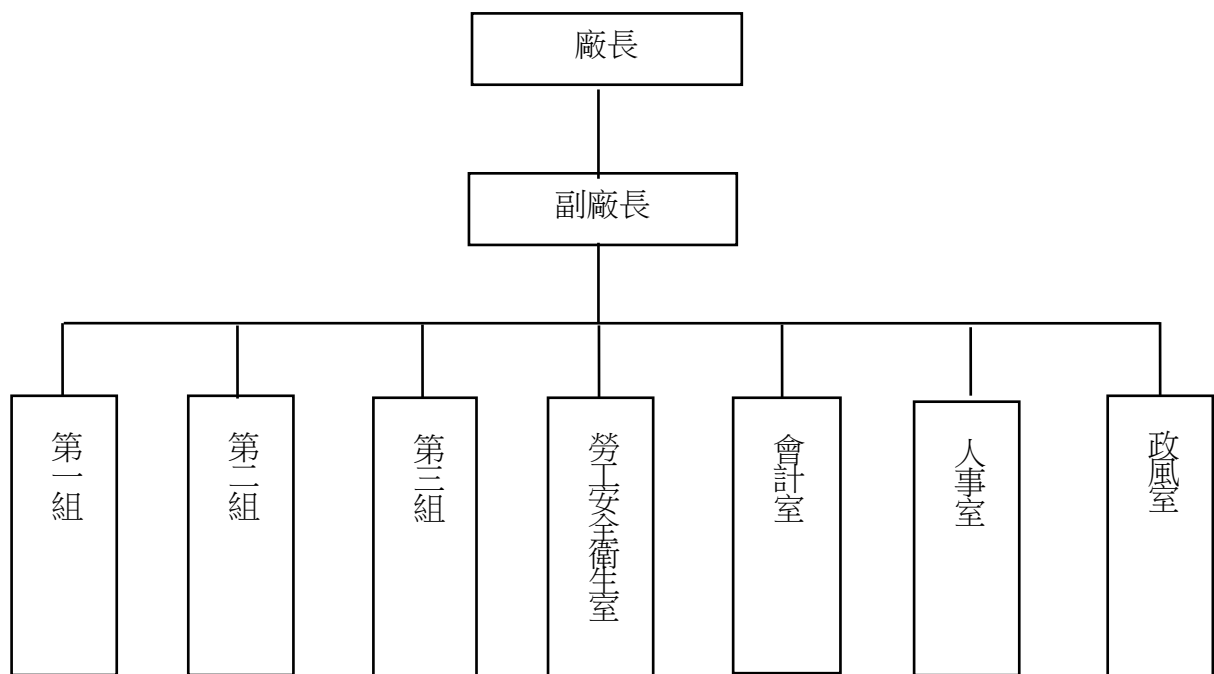 廠長
副廠長
第一組
第二組
第三組
勞工安全衛生室
會計室
人事室
政風室